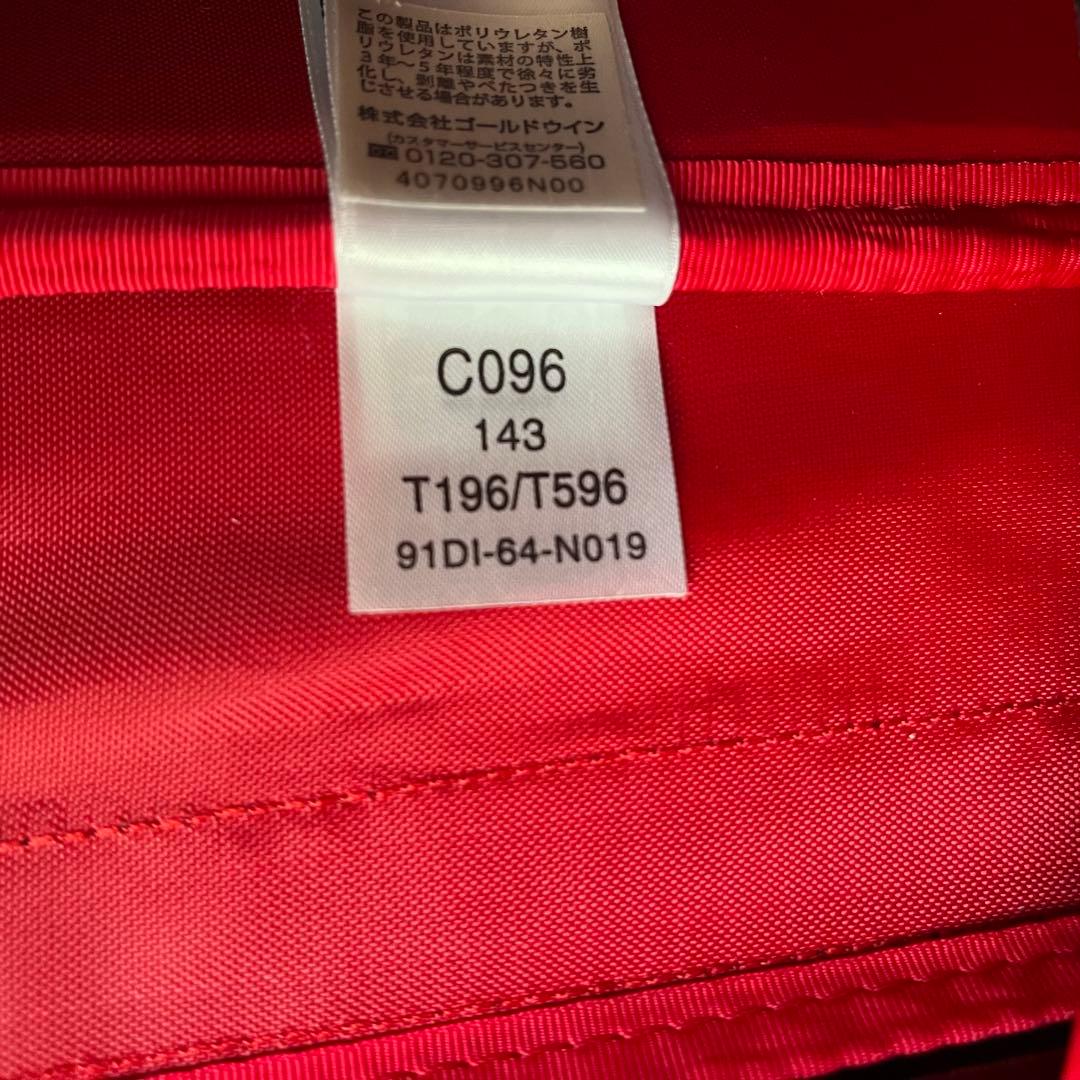 この製品はポリウレタン樹
脂を使用していますが、ポ
リウレタンは素材の特性上
3年～5年程度で徐々に劣
化し、剥離やべたつきを生
じさせる場合があります。
株式会社ゴールドウイン
(カスタマーサービスセンター)
0120-307-560
4070996N00
C096
143
T196/T596
91DI-64-N019